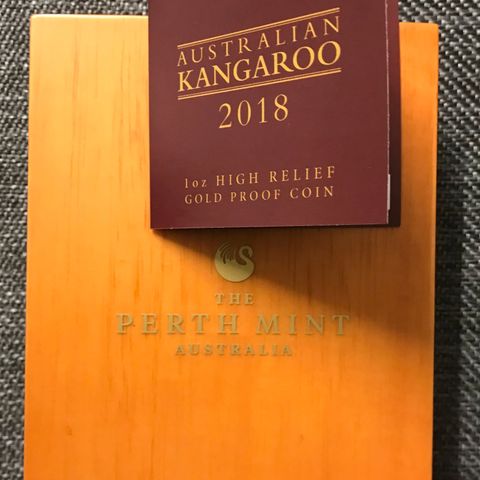 AUSTRALIAN
KANGAROO
2018
1oz HIGH RELIEF
GOLD PROOF COIN
THE
PERTH MINT
AUSTRALIA